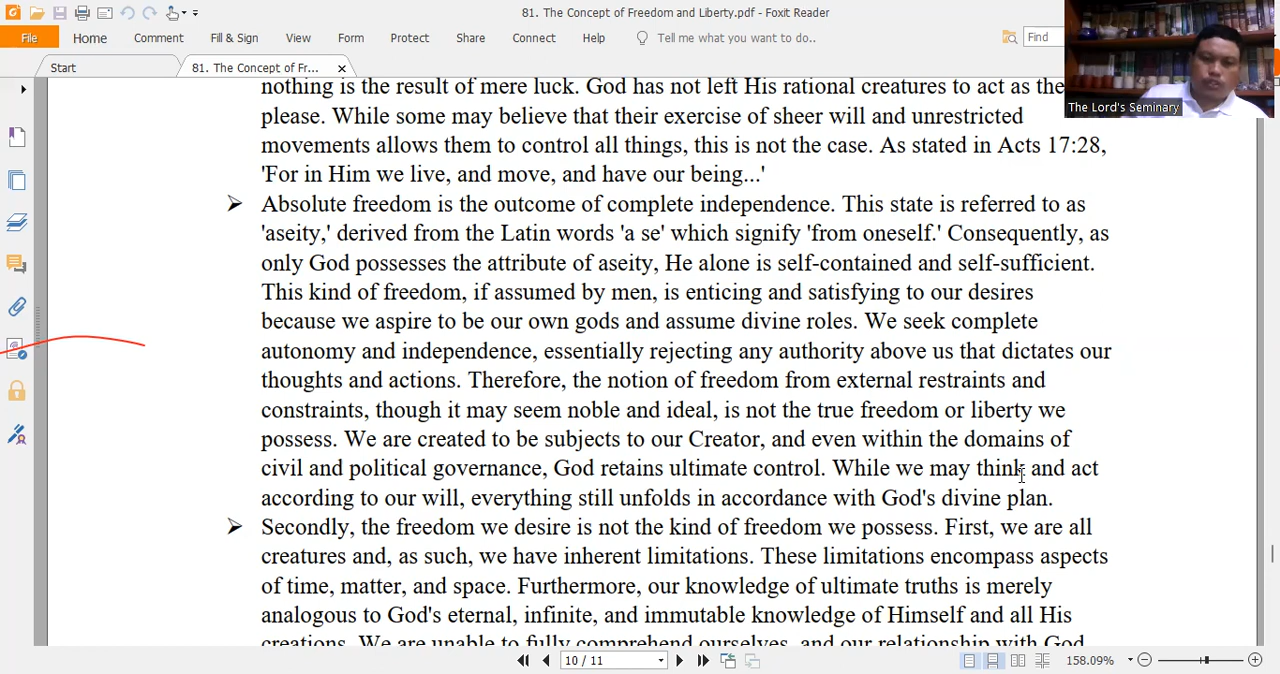 81. The Concept of Freedom and Liberty.pdf - Foxit Reader
File Home Comment Fill & Sign View Form Protect Share Connect Help Tell me what you want to do.. Find
Start 81. The Concept of Fr...
The Lord's Seminary
nothing is the result of mere luck. God has not left His rational creatures to act as the
please. While some may believe that their exercise of sheer will and unrestricted
movements allows them to control all things, this is not the case. As stated in Acts 17:28,
'For in Him we live, and move, and have our being...'
➢ Absolute freedom is the outcome of complete independence. This state is referred to as
'aseity,' derived from the Latin words 'a se' which signify 'from oneself.' Consequently, as
only God possesses the attribute of aseity, He alone is self-contained and self-sufficient.
This kind of freedom, if assumed by men, is enticing and satisfying to our desires
because we aspire to be our own gods and assume divine roles. We seek complete
autonomy and independence, essentially rejecting any authority above us that dictates our
thoughts and actions. Therefore, the notion of freedom from external restraints and
constraints, though it may seem noble and ideal, is not the true freedom or liberty we
possess. We are created to be subjects to our Creator, and even within the domains of
civil and political governance, God retains ultimate control. While we may think and act
according to our will, everything still unfolds in accordance with God's divine plan.
➢ Secondly, the freedom we desire is not the kind of freedom we possess. First, we are all
creatures and, as such, we have inherent limitations. These limitations encompass aspects
of time, matter, and space. Furthermore, our knowledge of ultimate truths is merely
analogous to God's eternal, infinite, and immutable knowledge of Himself and all His
creations. We are unable to fully comprehend ourselves, and our relationship with God
10 / 11 158.09%